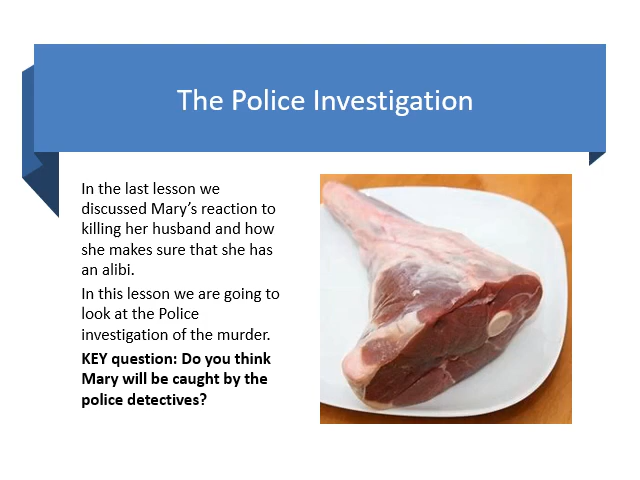 The Police Investigation
In the last lesson we
discussed Mary’s reaction to
killing her husband and how
she makes sure that she has
an alibi.
In this lesson we are going to
look at the Police
investigation of the murder.
KEY question: Do you think
Mary will be caught by the
police detectives?